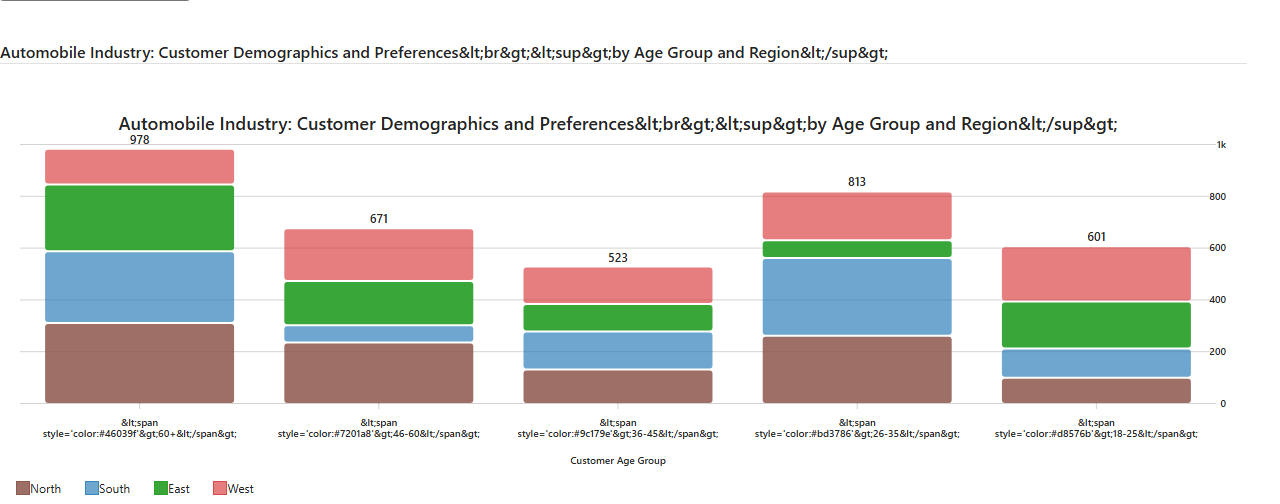 Automobile Industry: Customer Demographics and Preferences&lt;br&gt;&lt;sup&gt;by Age Group and Region&lt;/sup&gt;
Automobile Industry: Customer Demographics and Preferences&lt;br&gt;&lt;sup&gt;by Age Group and Region&lt;/sup&gt;
978
671
523
813
601
1k
800
600
400
200
0
&lt;span
style='color:#46039f'&gt;60+&lt;/span&gt;
&lt;span
style='color:#7201a8'&gt;46-60&lt;/span&gt;
&lt;span
style='color:#9c179e'&gt;36-45&lt;/span&gt;
&lt;span
style='color:#bd3786'&gt;26-35&lt;/span&gt;
&lt;span
style='color:#d8576b'&gt;18-25&lt;/span&gt;
Customer Age Group
North South East West